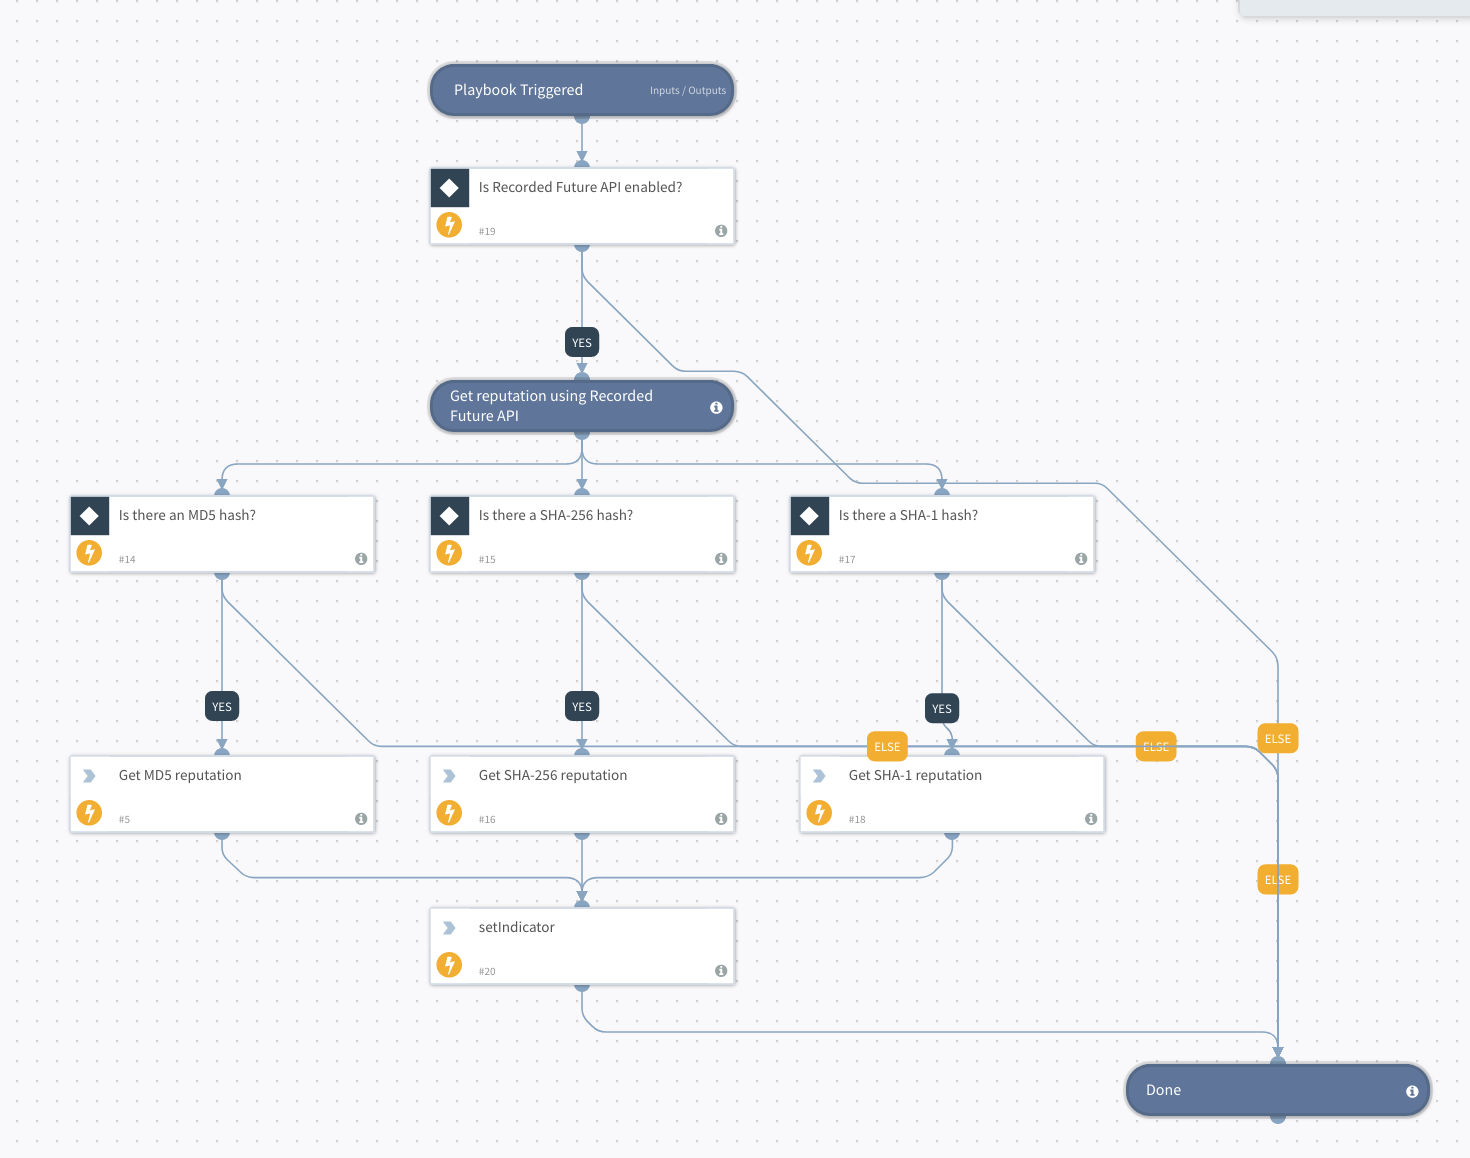 Playbook Triggered
Inputs / Outputs
Is Recorded Future API enabled?
#19
YES
Get reputation using Recorded
Future API
Is there an MD5 hash?
#14
Is there a SHA-256 hash?
#15
Is there a SHA-1 hash?
#17
YES
YES
YES
ELSE
ELSE
ELSE
Get MD5 reputation
#5
Get SHA-256 reputation
#16
Get SHA-1 reputation
#18
ELSE
setIndicator
#20
Done